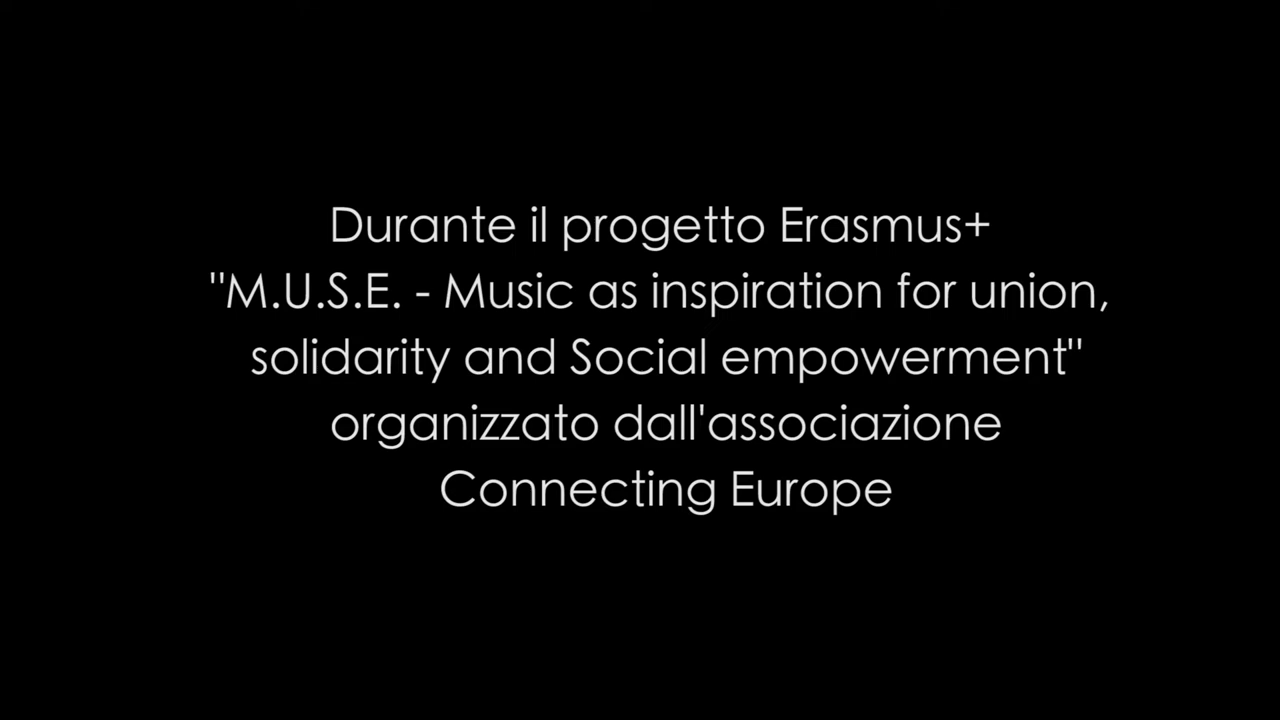 Durante il progetto Erasmus+
"M.U.S.E. - Music as inspiration for union,
solidarity and Social empowerment"
organizzato dall'associazione
Connecting Europe